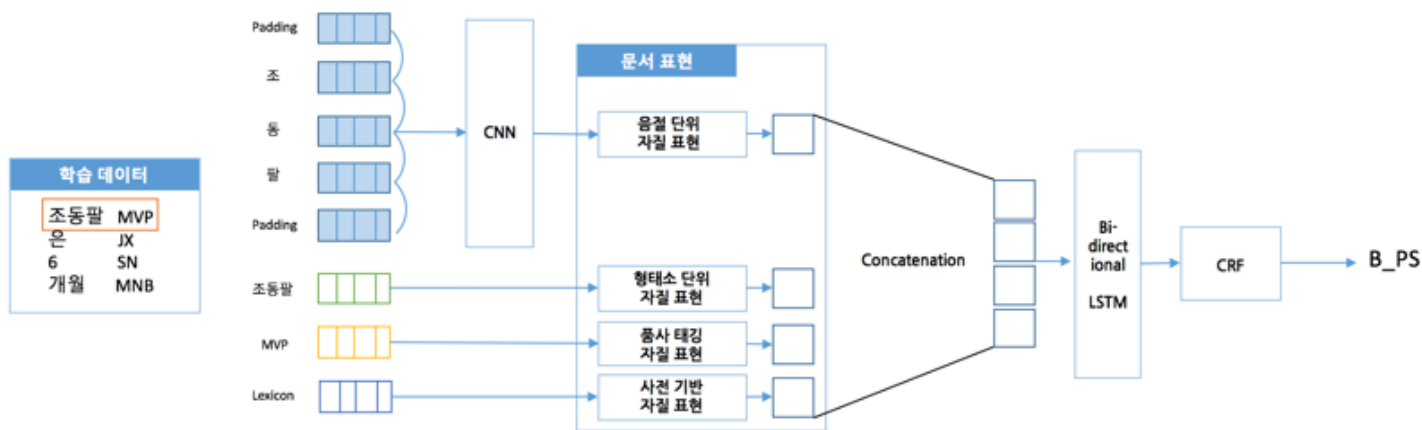 학습 데이터
조동팔 MVP
은 JX
6 SN
개월 MNB
Padding
조
동
팔
Padding
조동팔
MVP
Lexicon
CNN
문서 표현
음절 단위
자질 표현
형태소 단위
자질 표현
품사 태깅
자질 표현
사전 기반
자질 표현
Concatenation
Bi-
direct
ional
LSTM
CRF
B_PS